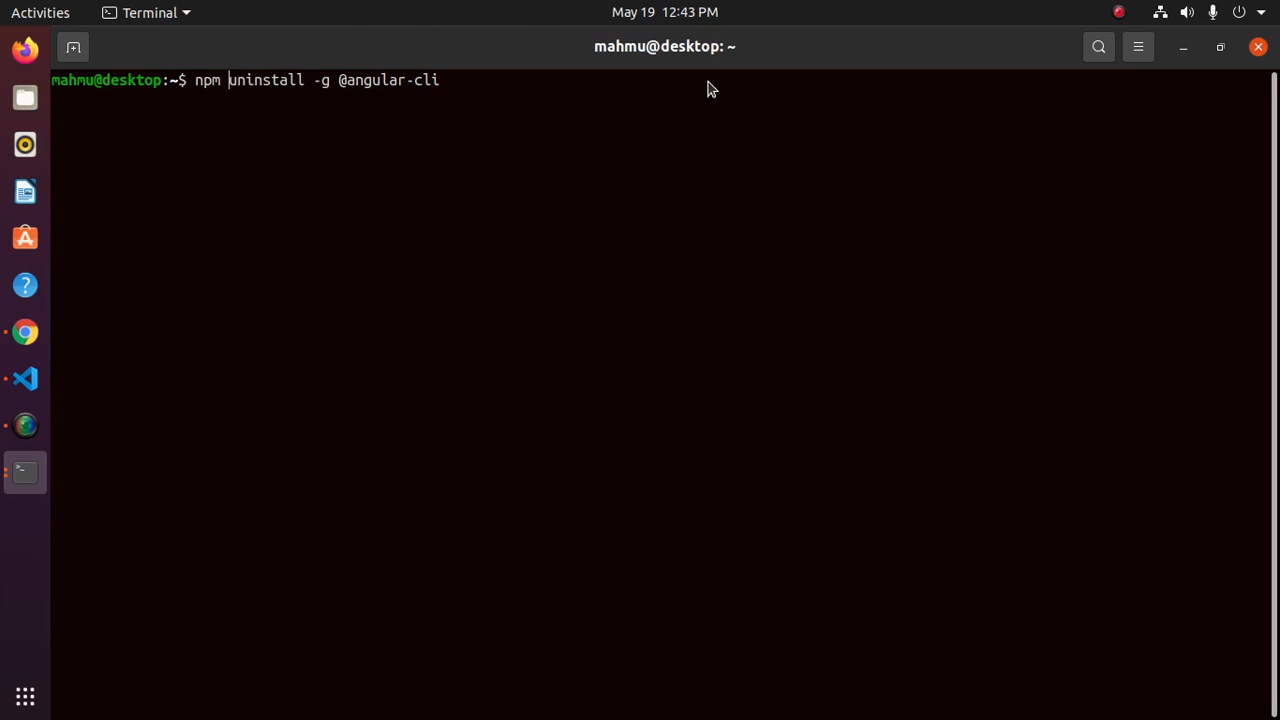 Activities
Terminal
May 19 12:43 PM
mahmu@desktop: ~
mahmu@desktop:~$ npm uninstall -g @angular-cli